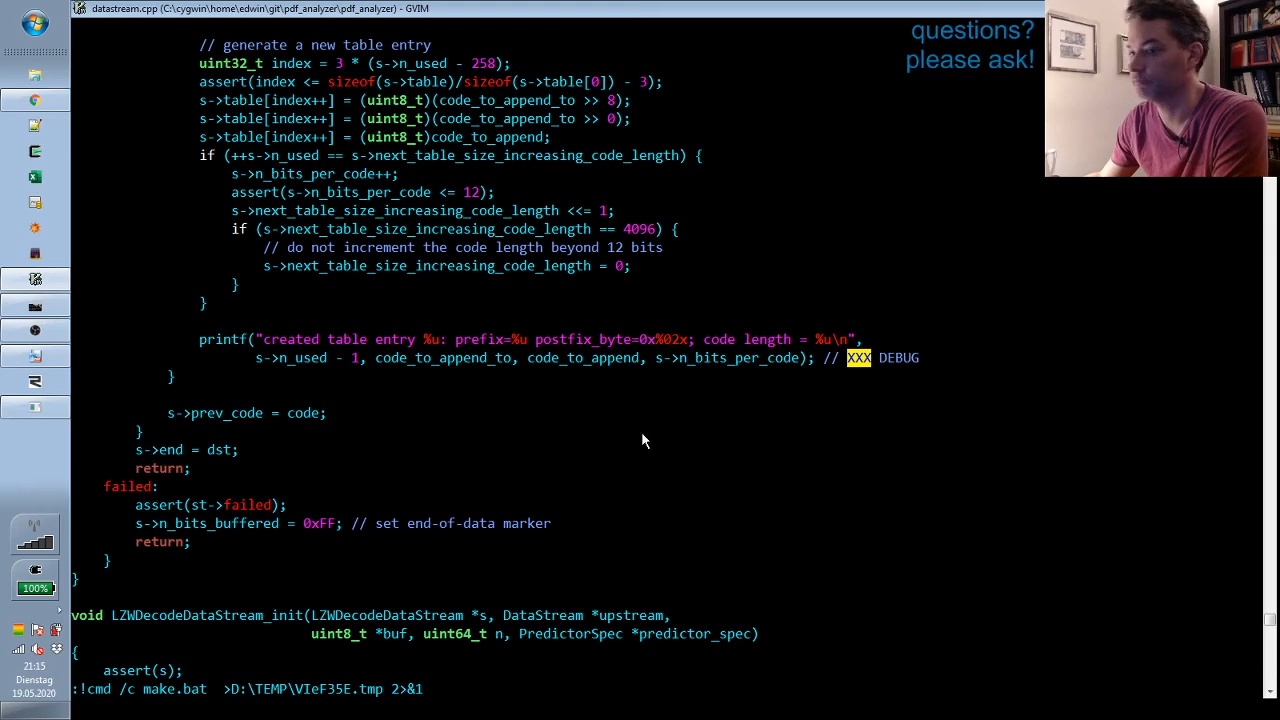 datastream.cpp (C:\cygwin\home\edwin\git\pdf_analyzer\pdf_analyzer) - GVIM
questions?
please ask!
// generate a new table entry
uint32_t index = 3 * (s->n_used - 258);
assert(index <= sizeof(s->table)/sizeof(s->table[0]) - 3);
s->table[index++] = (uint8_t)(code_to_append_to >> 8);
s->table[index++] = (uint8_t)(code_to_append_to >> 0);
s->table[index++] = (uint8_t)code_to_append;
if (++s->n_used == s->next_table_size_increasing_code_length) {
s->n_bits_per_code++;
assert(s->n_bits_per_code <= 12);
s->next_table_size_increasing_code_length <<= 1;
if (s->next_table_size_increasing_code_length == 4096) {
// do not increment the code length beyond 12 bits
s->next_table_size_increasing_code_length = 0;
}
}
printf("created table entry %u: prefix=%u postfix_byte=0x%02x; code length = %u\n",
s->n_used - 1, code_to_append_to, code_to_append, s->n_bits_per_code); // XXX DEBUG
}
s->prev_code = code;
}
s->end = dst;
return;
failed:
assert(st->failed);
s->n_bits_buffered = 0xFF; // set end-of-data marker
return;
}
}
void LZWDecodeDataStream_init(LZWDecodeDataStream *s, DataStream *upstream,
uint8_t *buf, uint64_t n, PredictorSpec *predictor_spec)
{
assert(s);
:!cmd /c make.bat  >D:\TEMP\VIeF35E.tmp 2>&1
100%
21:15
Dienstag
19.05.2020